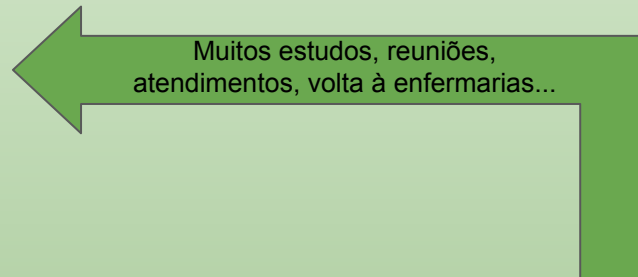 Muitos estudos, reuniões,
atendimentos, volta à enfermarias...